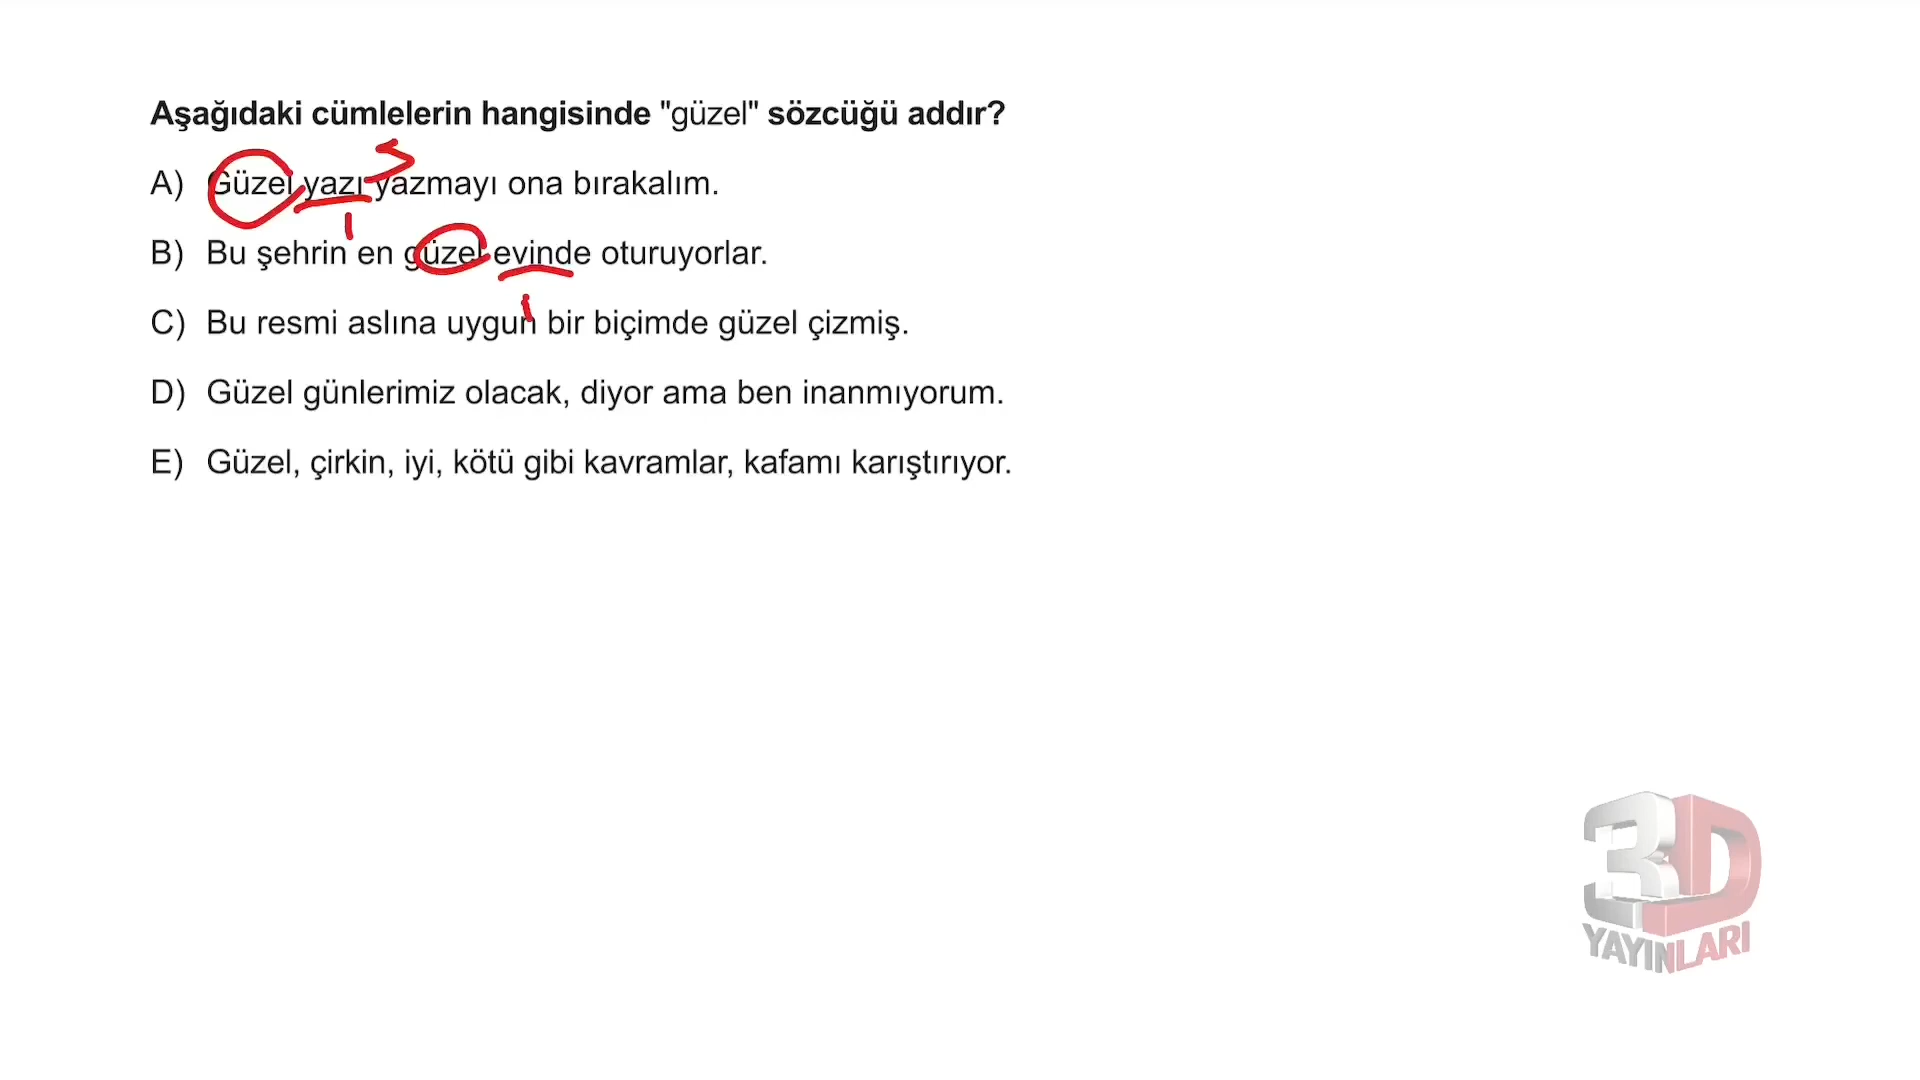 Aşağıdaki cümlelerin hangisinde "güzel" sözcüğü addır?
A) Güzel yazı yazmayı ona bırakalım.
B) Bu şehrin en güzel evinde oturuyorlar.
C) Bu resmi aslına uygun bir biçimde güzel çizmiş.
D) Güzel günlerimiz olacak, diyor ama ben inanmıyorum.
E) Güzel, çirkin, iyi, kötü gibi kavramlar, kafamı karıştırıyor.
3D
YAYINLARI